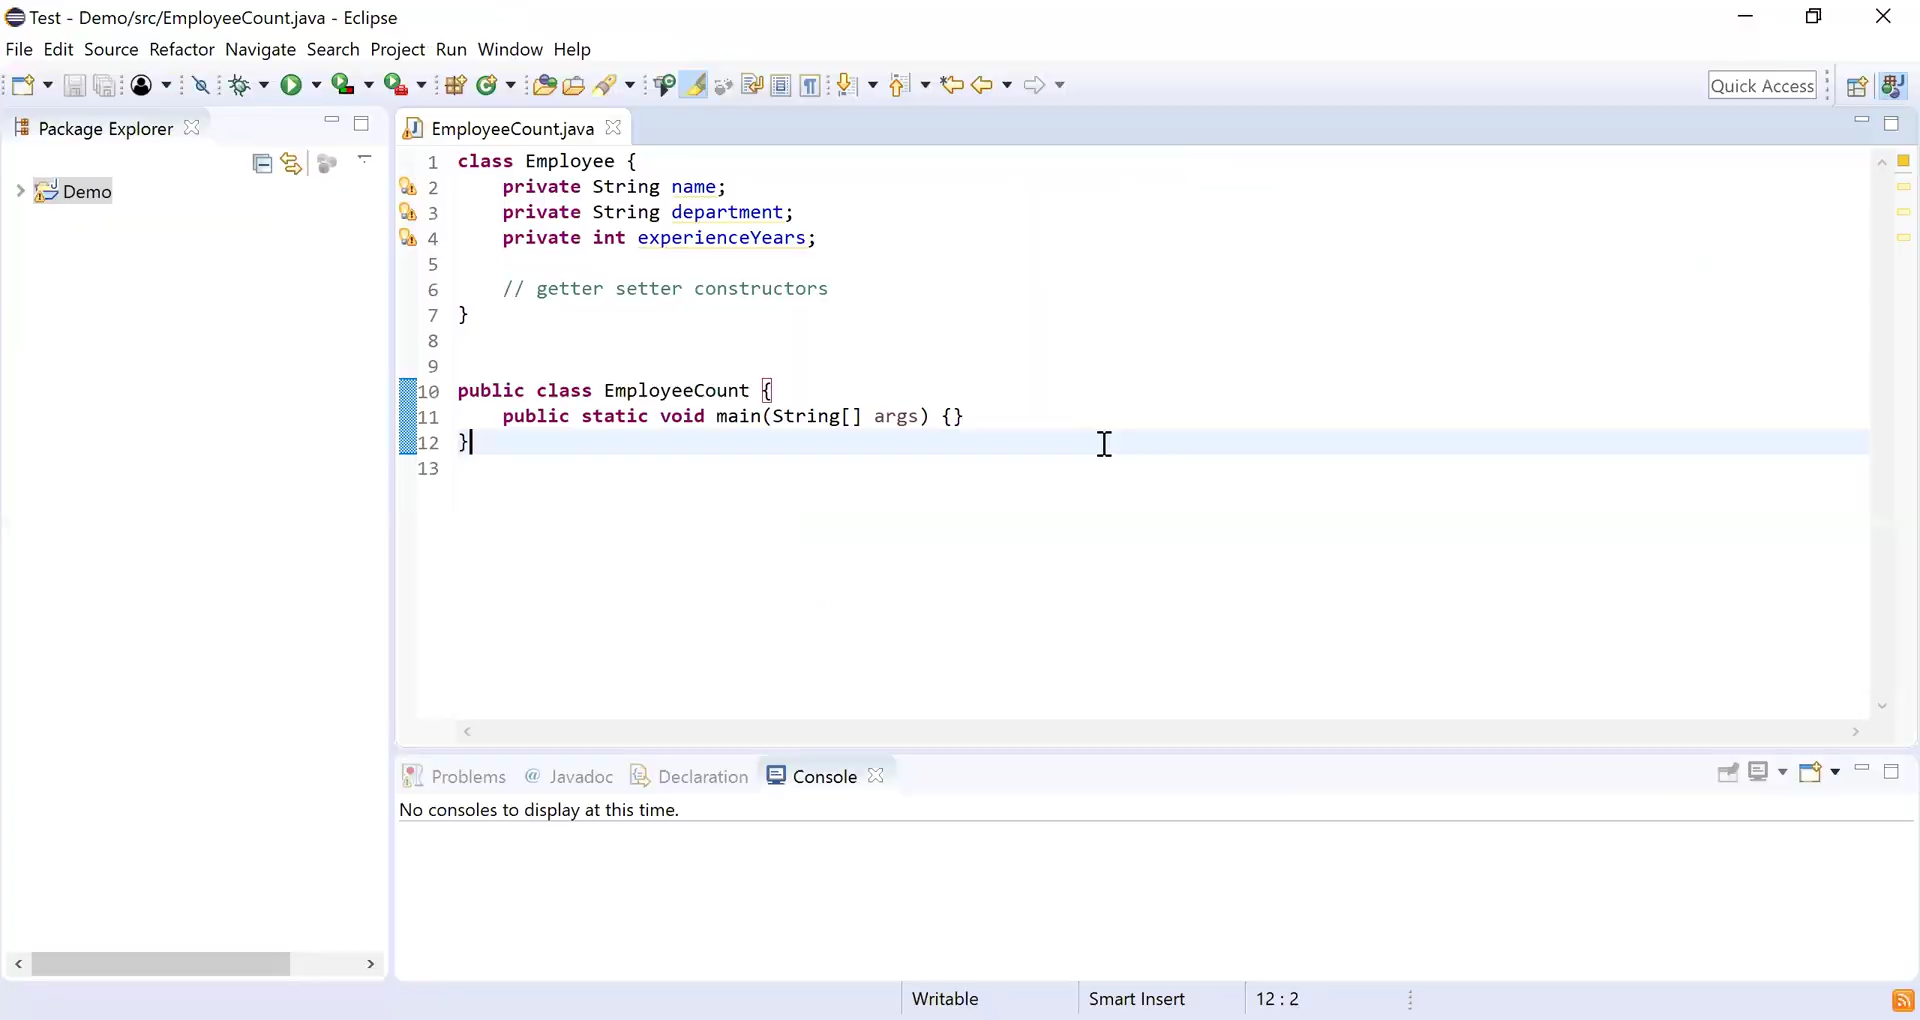 Test - Demo/src/EmployeeCount.java - Eclipse
File Edit Source Refactor Navigate Search Project Run Window Help
Quick Access
Package Explorer
Demo
EmployeeCount.java
1 class Employee {
2     private String name;
3     private String department;
4     private int experienceYears;
5
6     // getter setter constructors
7 }
8
9
10 public class EmployeeCount {
11     public static void main(String[] args) {}
12 }
13
Problems @ Javadoc Declaration Console
No consoles to display at this time.
Writable Smart Insert 12 : 2